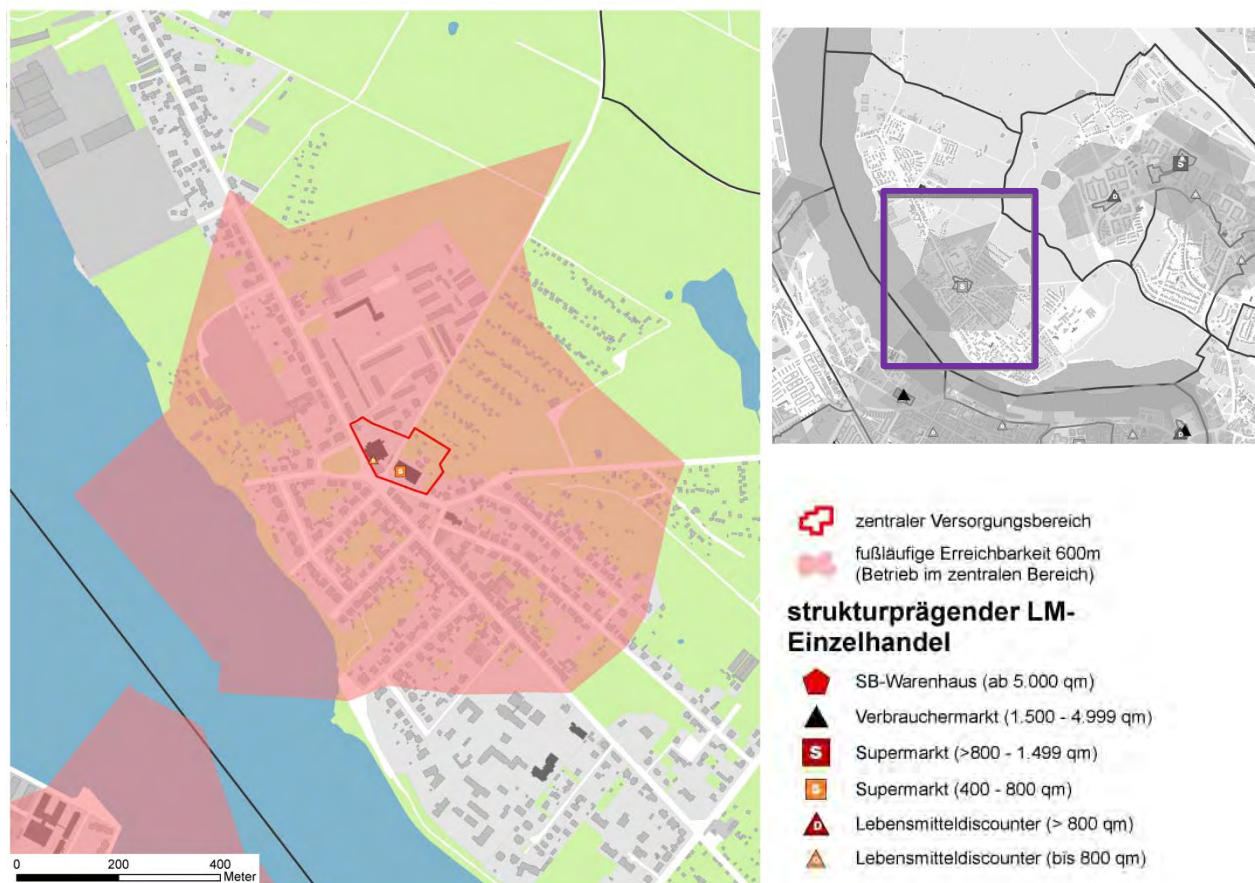 zentraler Versorgungsbereich
fußläufige Erreichbarkeit 600m
(Betrieb im zentralen Bereich)
strukturprägender LM-
Einzelhandel
SB-Warenhaus (ab 5.000 qm)
Verbrauchermarkt (1.500 - 4.999 qm)
S
Supermarkt (>800 - 1.499 qm)
S
Supermarkt (400 - 800 qm)
D
Lebensmitteldiscounter (> 800 qm)
Lebensmitteldiscounter (bis 800 qm)
0 200 400
Meter
S
S
D
S
D